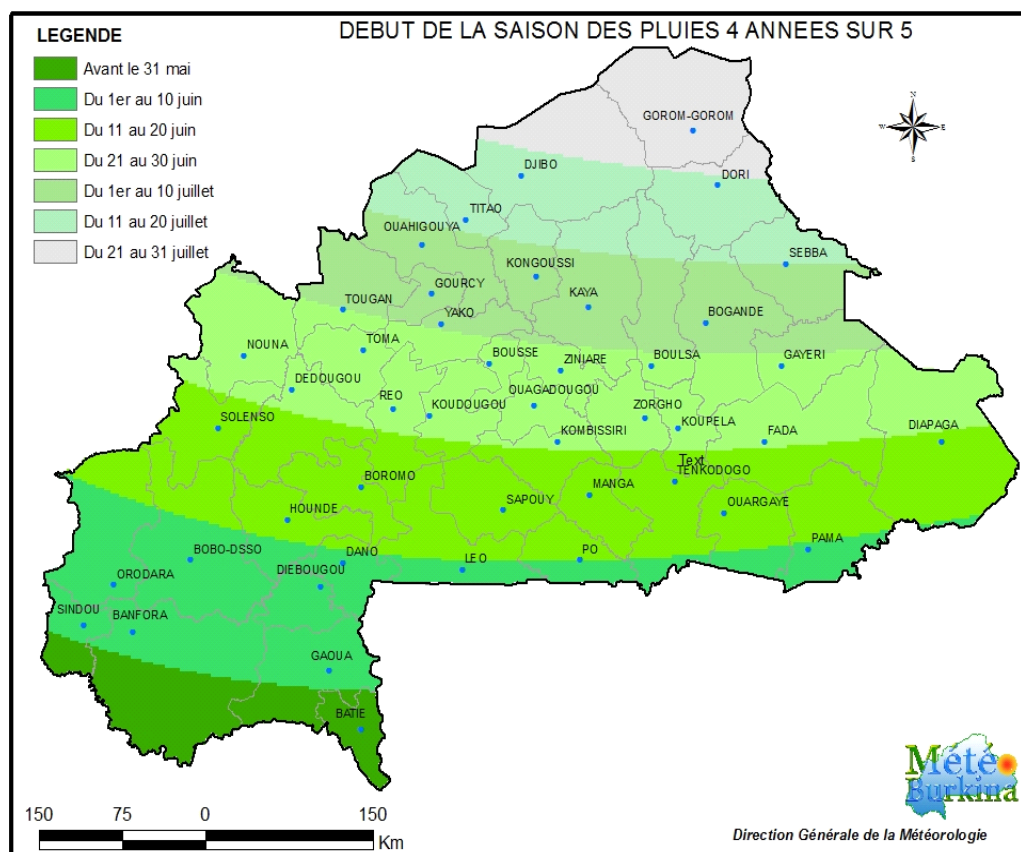 DEBUT DE LA SAISON DES PLUIES 4 ANNEES SUR 5
LEGENDE
Avant le 31 mai
Du 1er au 10 juin
Du 11 au 20 juin
Du 21 au 30 juin
Du 1er au 10 juillet
Du 11 au 20 juillet
Du 21 au 31 juillet
N
W E
S
GOROM-GOROM
DJIBO
DORI
TITAO
OUAHIGOUYA
SEBBA
KONGOUSSI
GOURCY
KAYA
TOUGAN
YAKO
BOGANDE
NOUNA
TOMA
BOUSSE
ZINIARE
BOULSA
GAYERI
DEDOUGOU
REO
KOUDOUGOU
OUAGADOUGOU
ZORGHO
KOUPELA
SOLENSO
KOMBISSIRI
FADA
DIAPAGA
Text
TENKODOGO
BOROMO
MANGA
SAPOUY
HOUNDE
OUARGAYE
BOBO-DSSO
DANO
LEO
PO
PAMA
ORODARA
DIEBOUGOU
SINDOU
BANFORA
GAOUA
BATIE
Météo
Burkina
150 75 0 150
Km
Direction Générale de la Météorologie